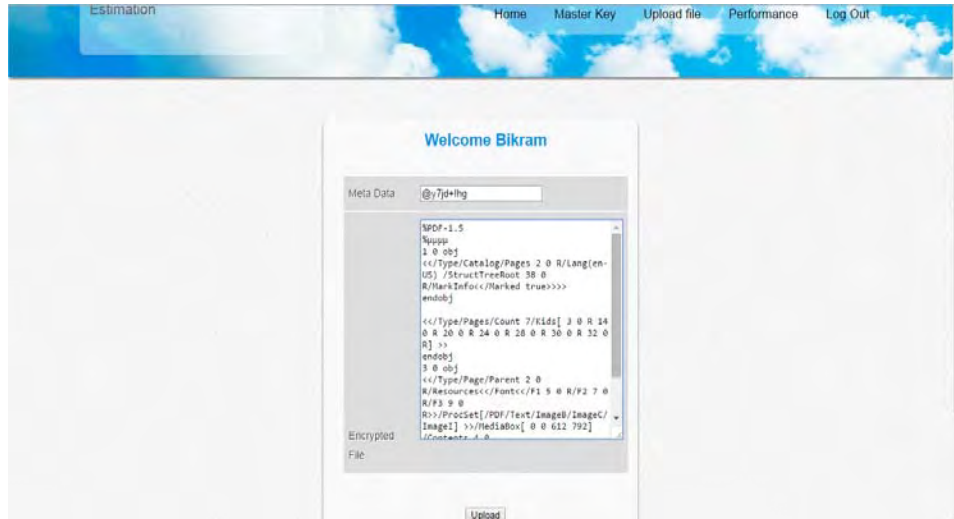 Estimation
Home Master Key Upload file Performance Log Out
Welcome Bikram
Meta Data @y7jd+lhg
%PDF-1.5
%µµµµ
1 0 obj
<</Type/Catalog/Pages 2 0 R/Lang(en-
US) /StructTreeRoot 38 0
R/MarkInfo<</Marked true>>>>
endobj
<</Type/Pages/Count 7/Kids[ 3 0 R 14
0 R 20 0 R 24 0 R 28 0 R 30 0 R 32 0
R] >>
endobj
3 0 obj
<</Type/Page/Parent 2 0
R/Resources<</Font<</F1 5 0 R/F2 7 0
R/F3 9 0
R>>/ProcSet[/PDF/Text/ImageB/ImageC/
ImageI] >>/MediaBox[ 0 0 612 792]
/Contents 4 0
Encrypted
File
Upload